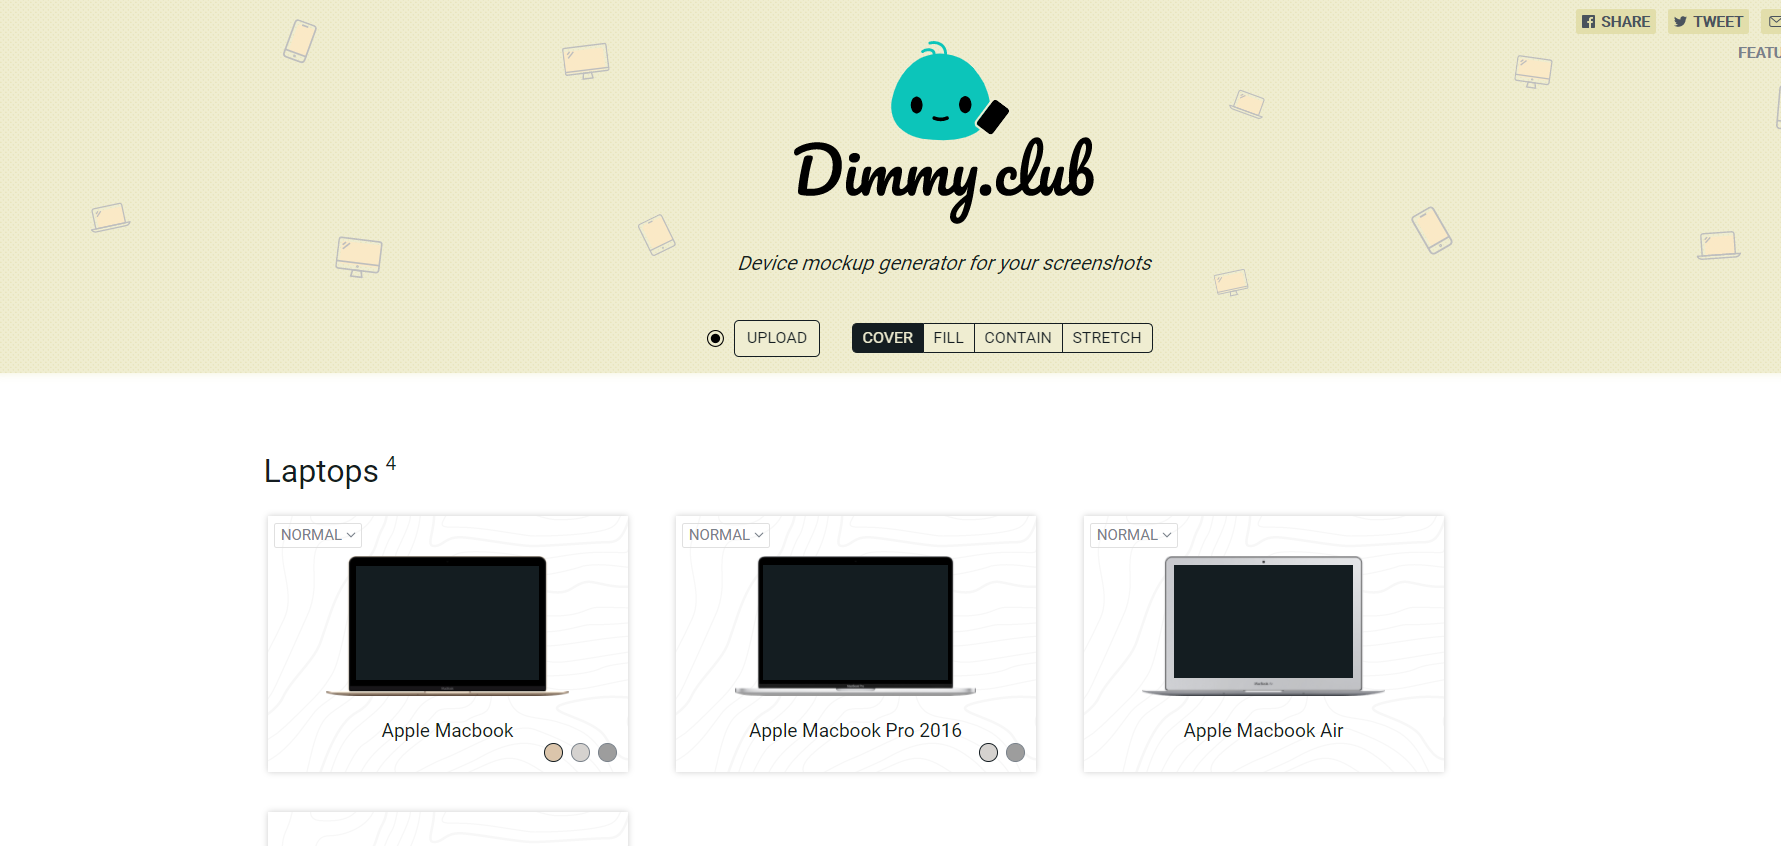 SHARE TWEET
FEATU
Dimmy.club
Device mockup generator for your screenshots
UPLOAD COVER FILL CONTAIN STRETCH
Laptops 4
NORMAL NORMAL NORMAL
Apple Macbook Apple Macbook Pro 2016 Apple Macbook Air